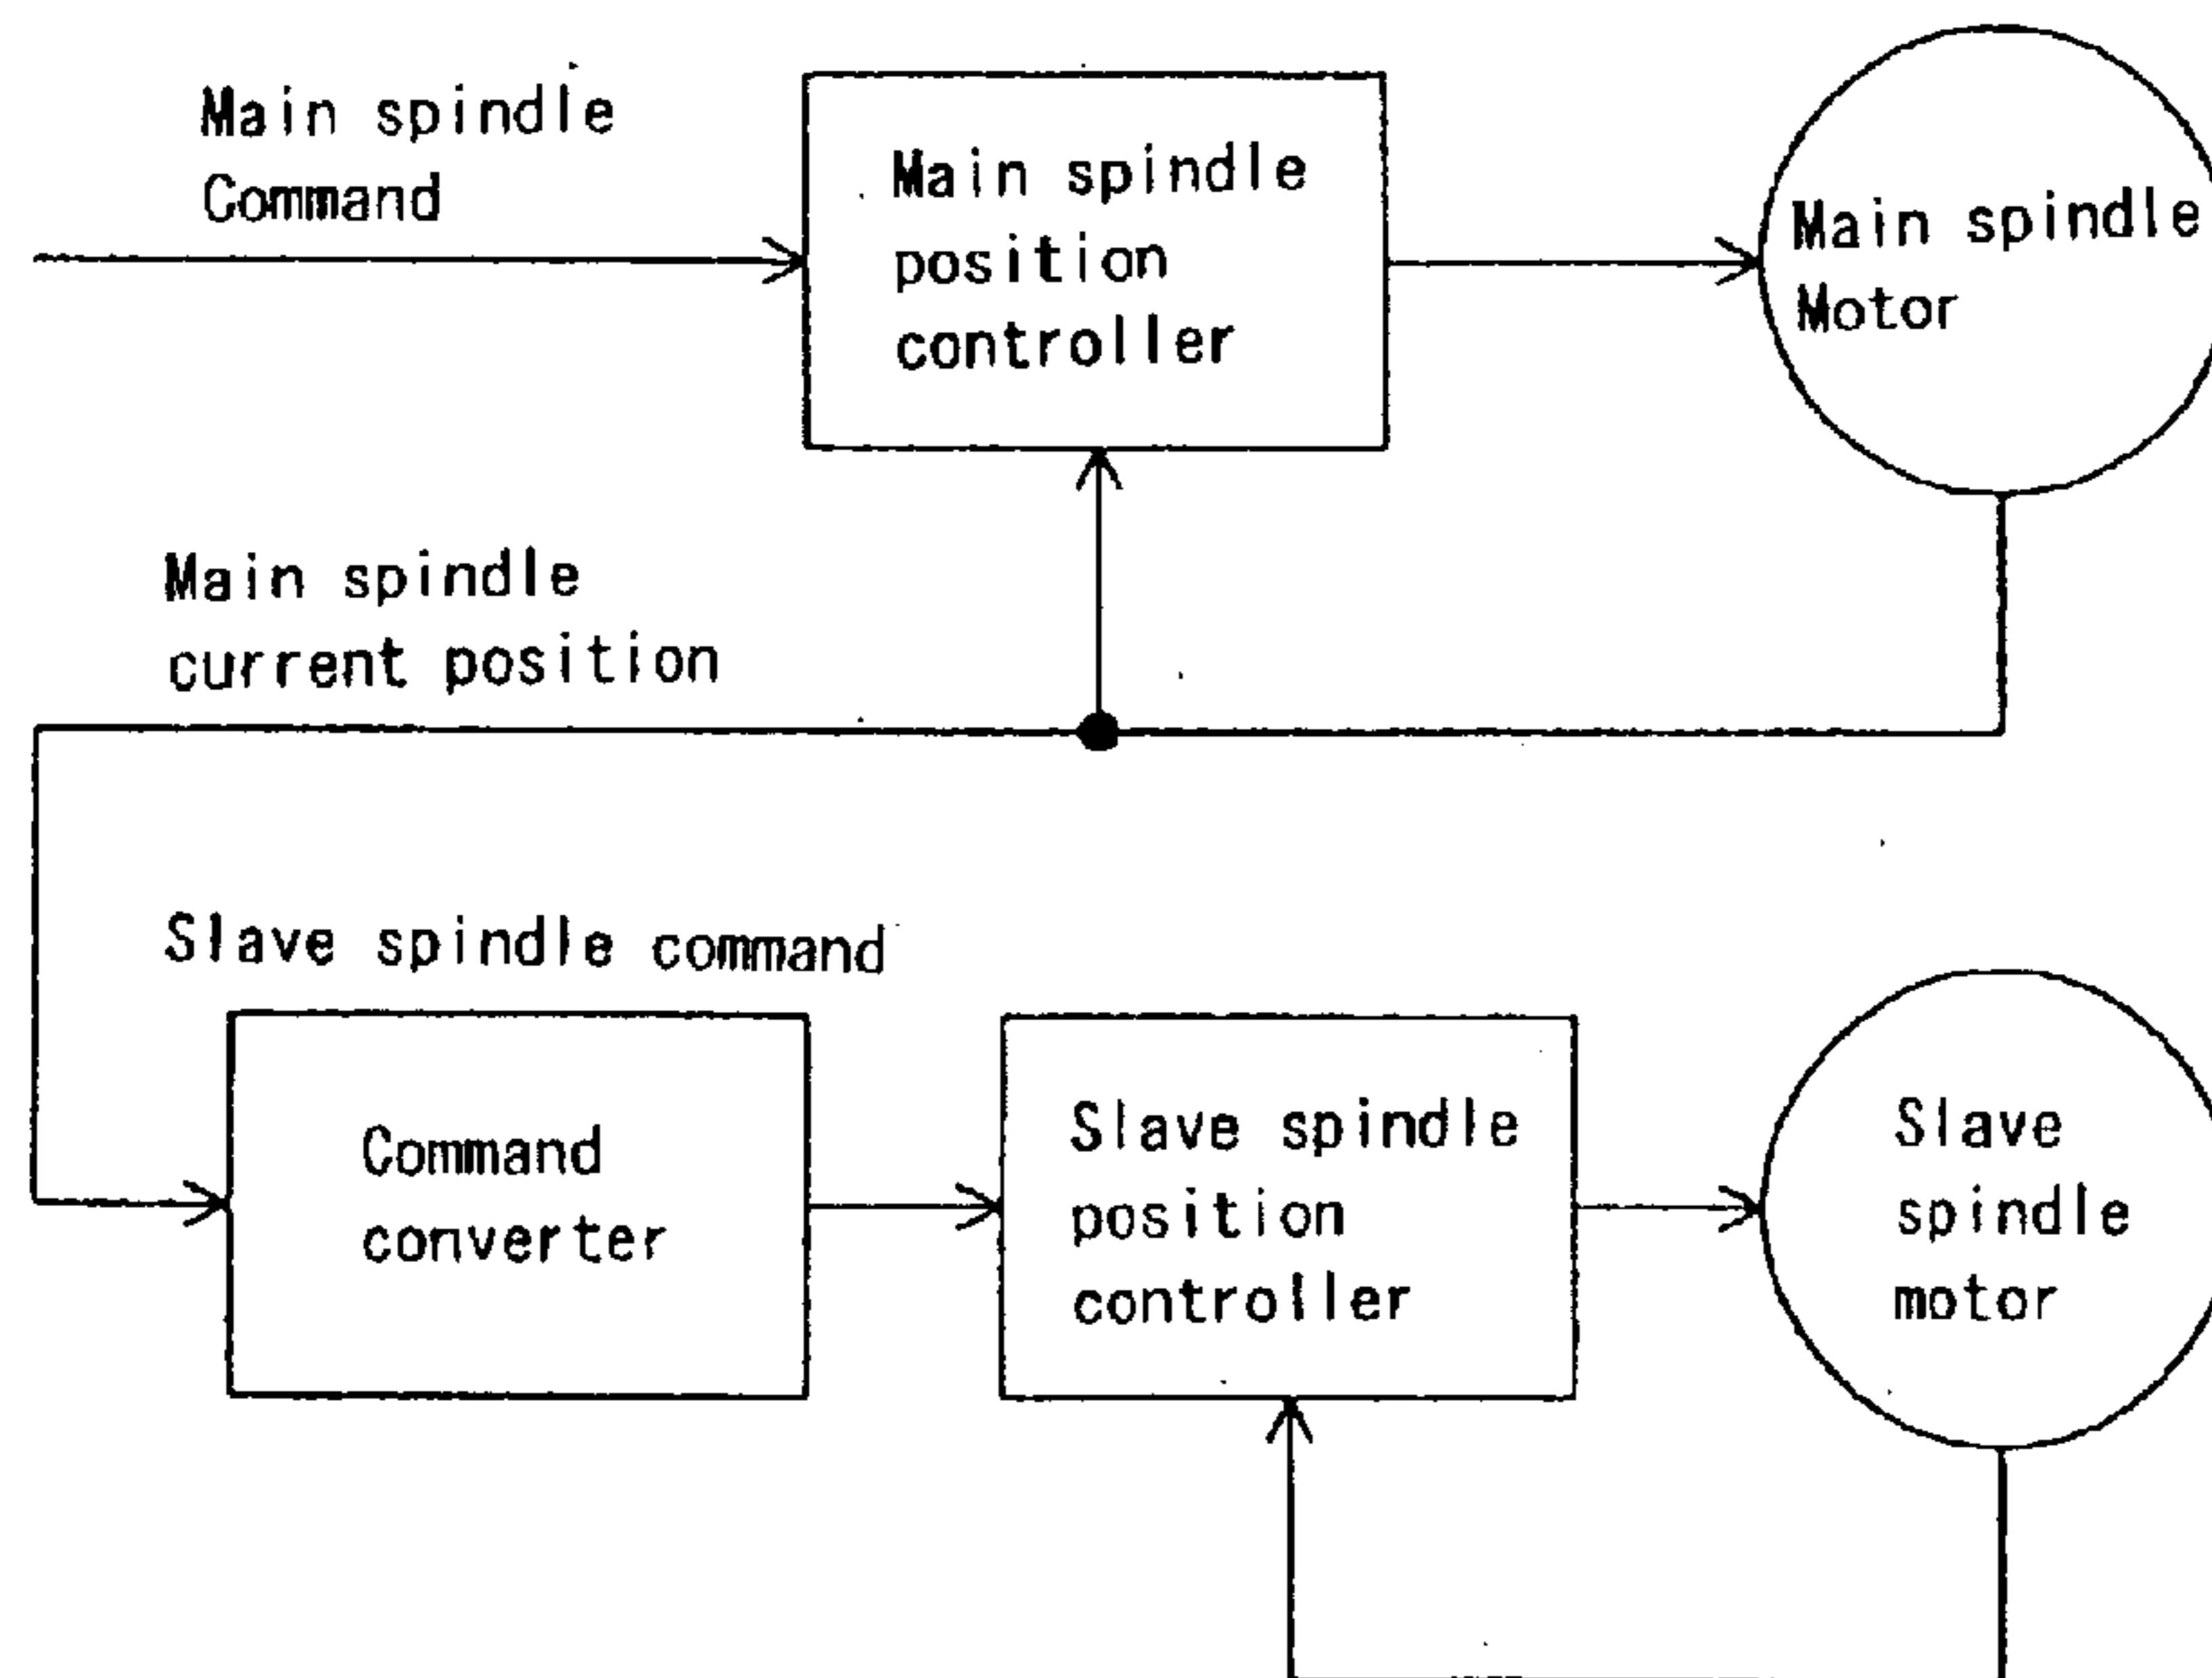 Main spindle
Command
Main spindle
position
controller
Main spindle
Motor
Main spindle
current position
Slave spindle command
Command
converter
Slave spindle
position
controller
Slave
spindle
motor